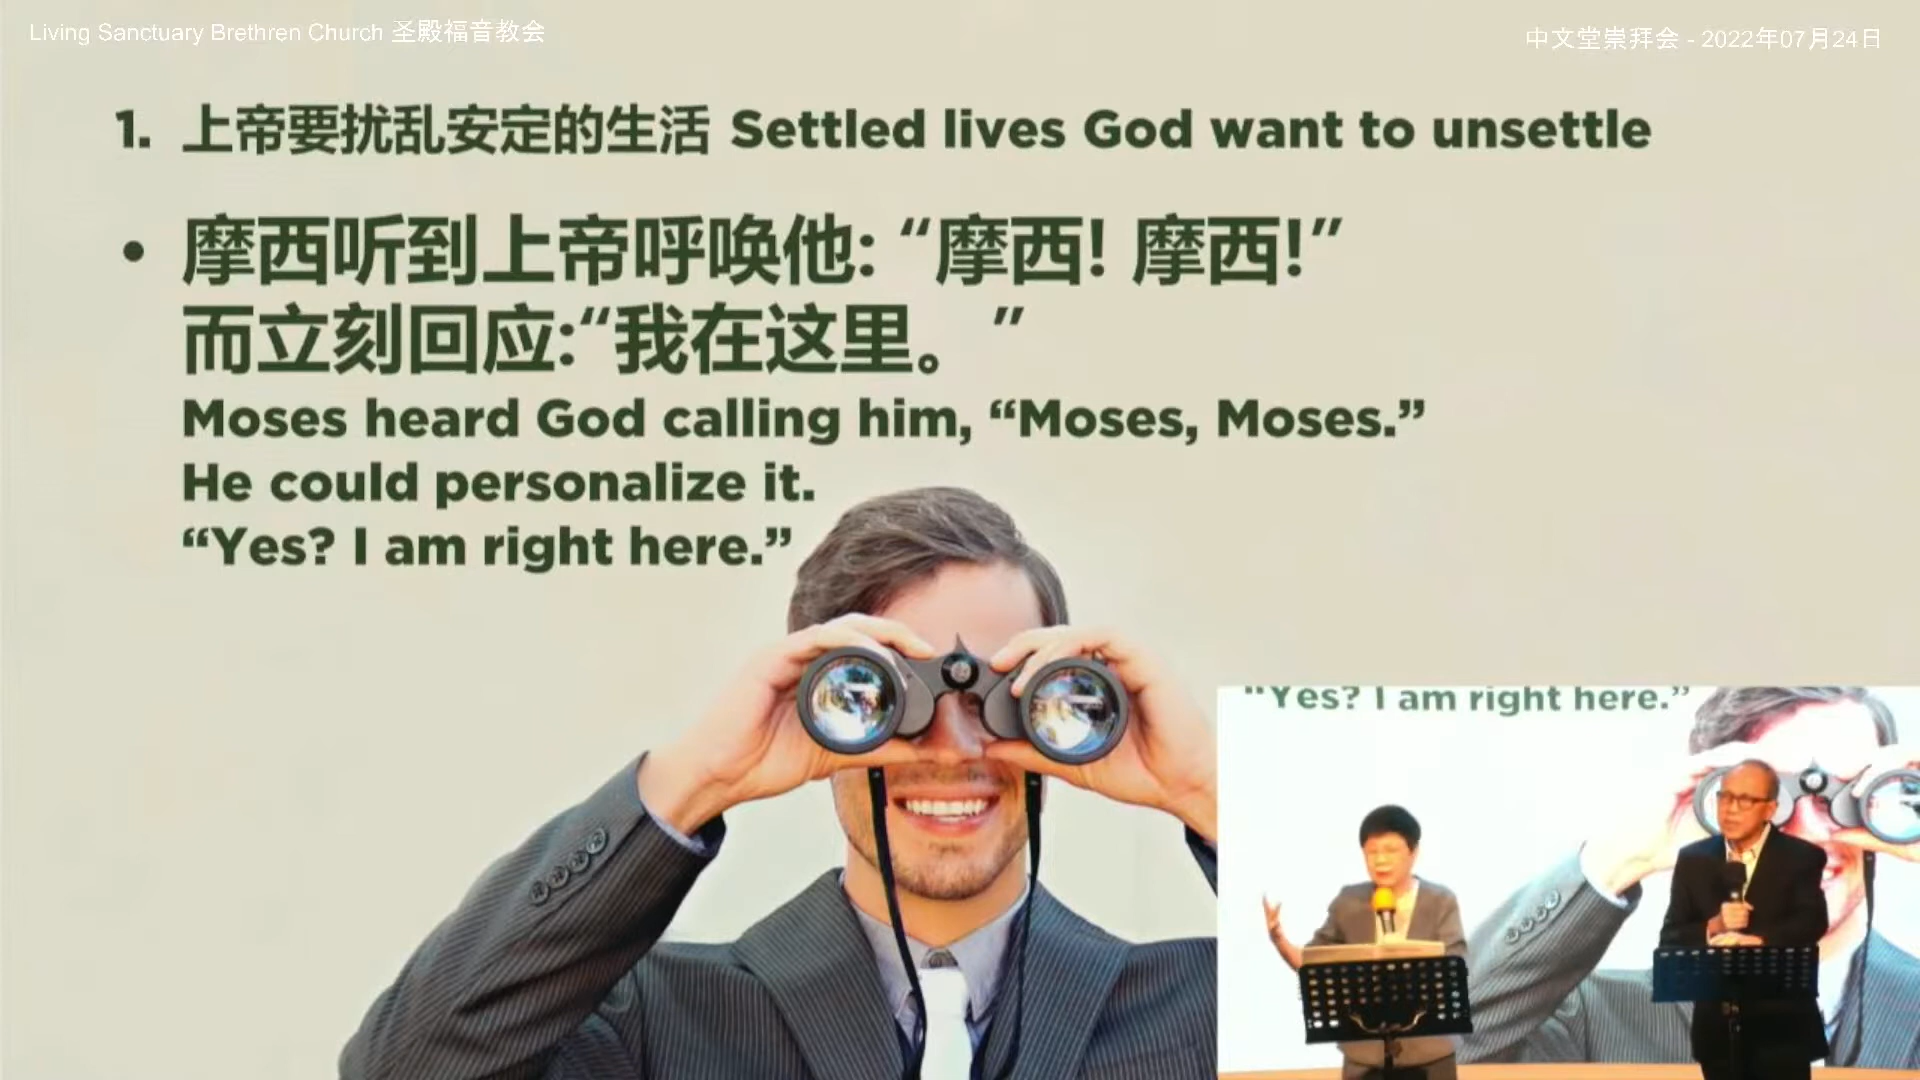 Living Sanctuary Brethren Church 圣殿福音教会
中文堂崇拜会 - 2022年07月24日
1. 上帝要扰乱安定的生活 Settled lives God want to unsettle
• 摩西听到上帝呼唤他: “摩西! 摩西!”
而立刻回应:“我在这里。”
Moses heard God calling him, “Moses, Moses.”
He could personalize it.
“Yes? I am right here.”
“Yes? I am right here.”